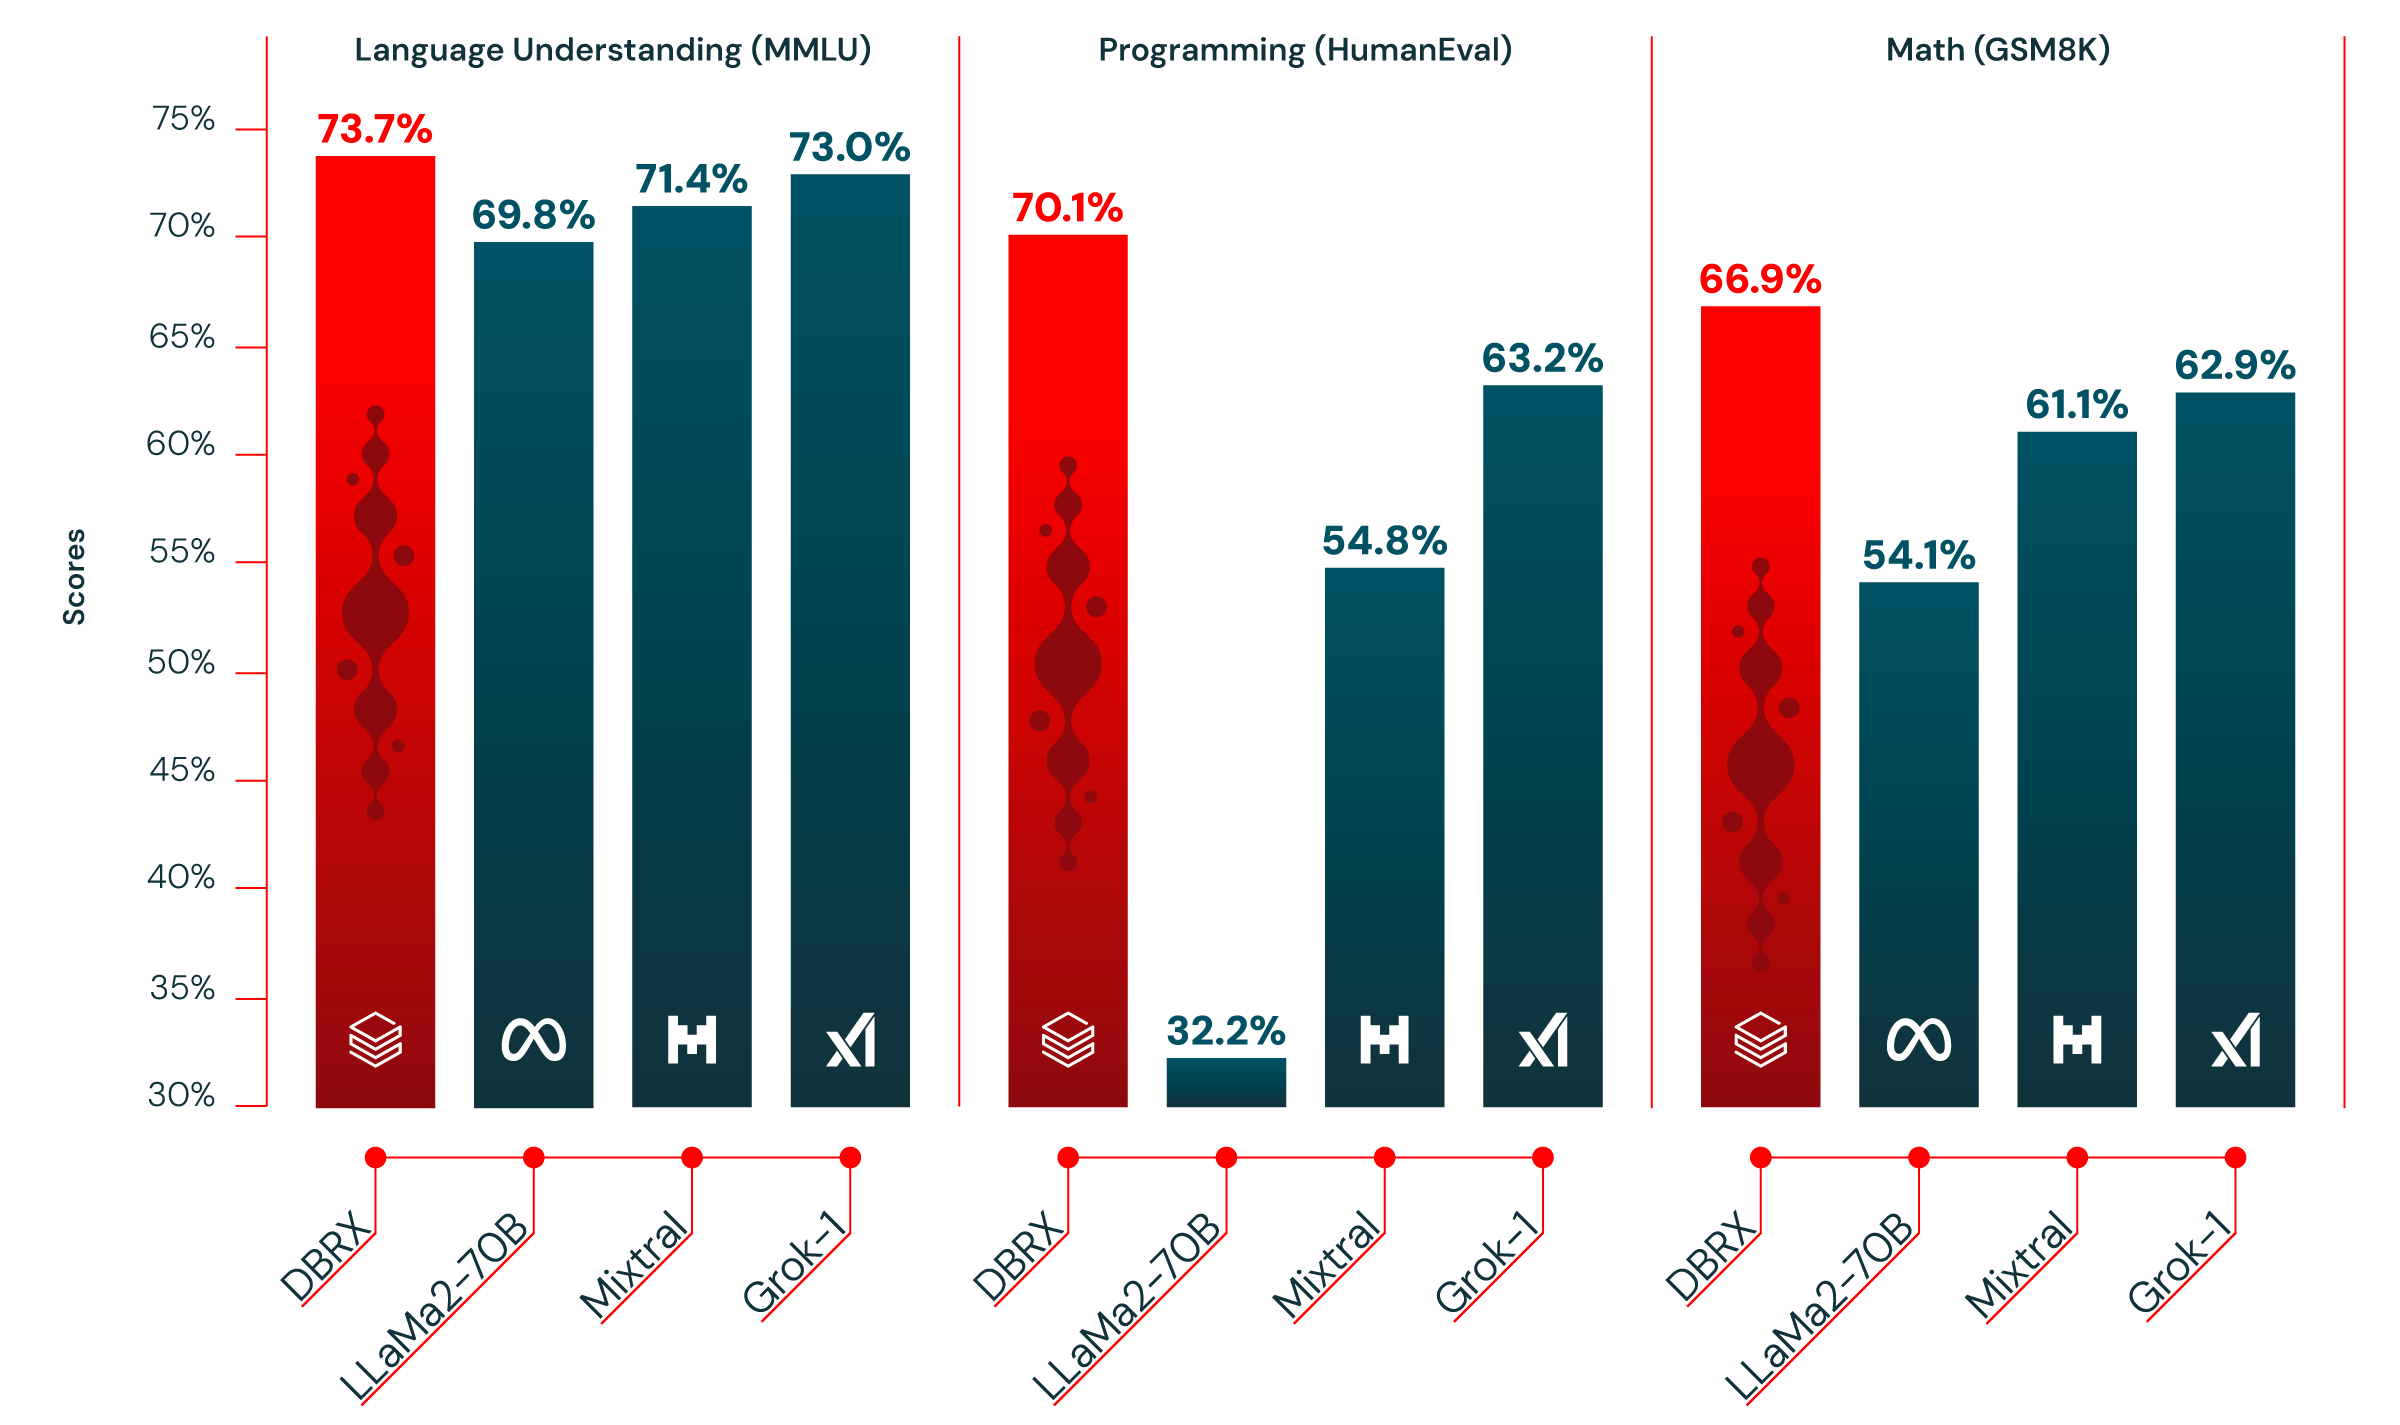 Language Understanding (MMLU)
Programming (HumanEval)
Math (GSM8K)
Scores
75%
70%
65%
60%
55%
50%
45%
40%
35%
30%
73.7%
69.8%
71.4%
73.0%
70.1%
32.2%
54.8%
63.2%
66.9%
54.1%
61.1%
62.9%
DBRX
LLaMa2-70B
Mixtral
Grok-1
DBRX
LLaMa2-70B
Mixtral
Grok-1
DBRX
LLaMa2-70B
Mixtral
Grok-1